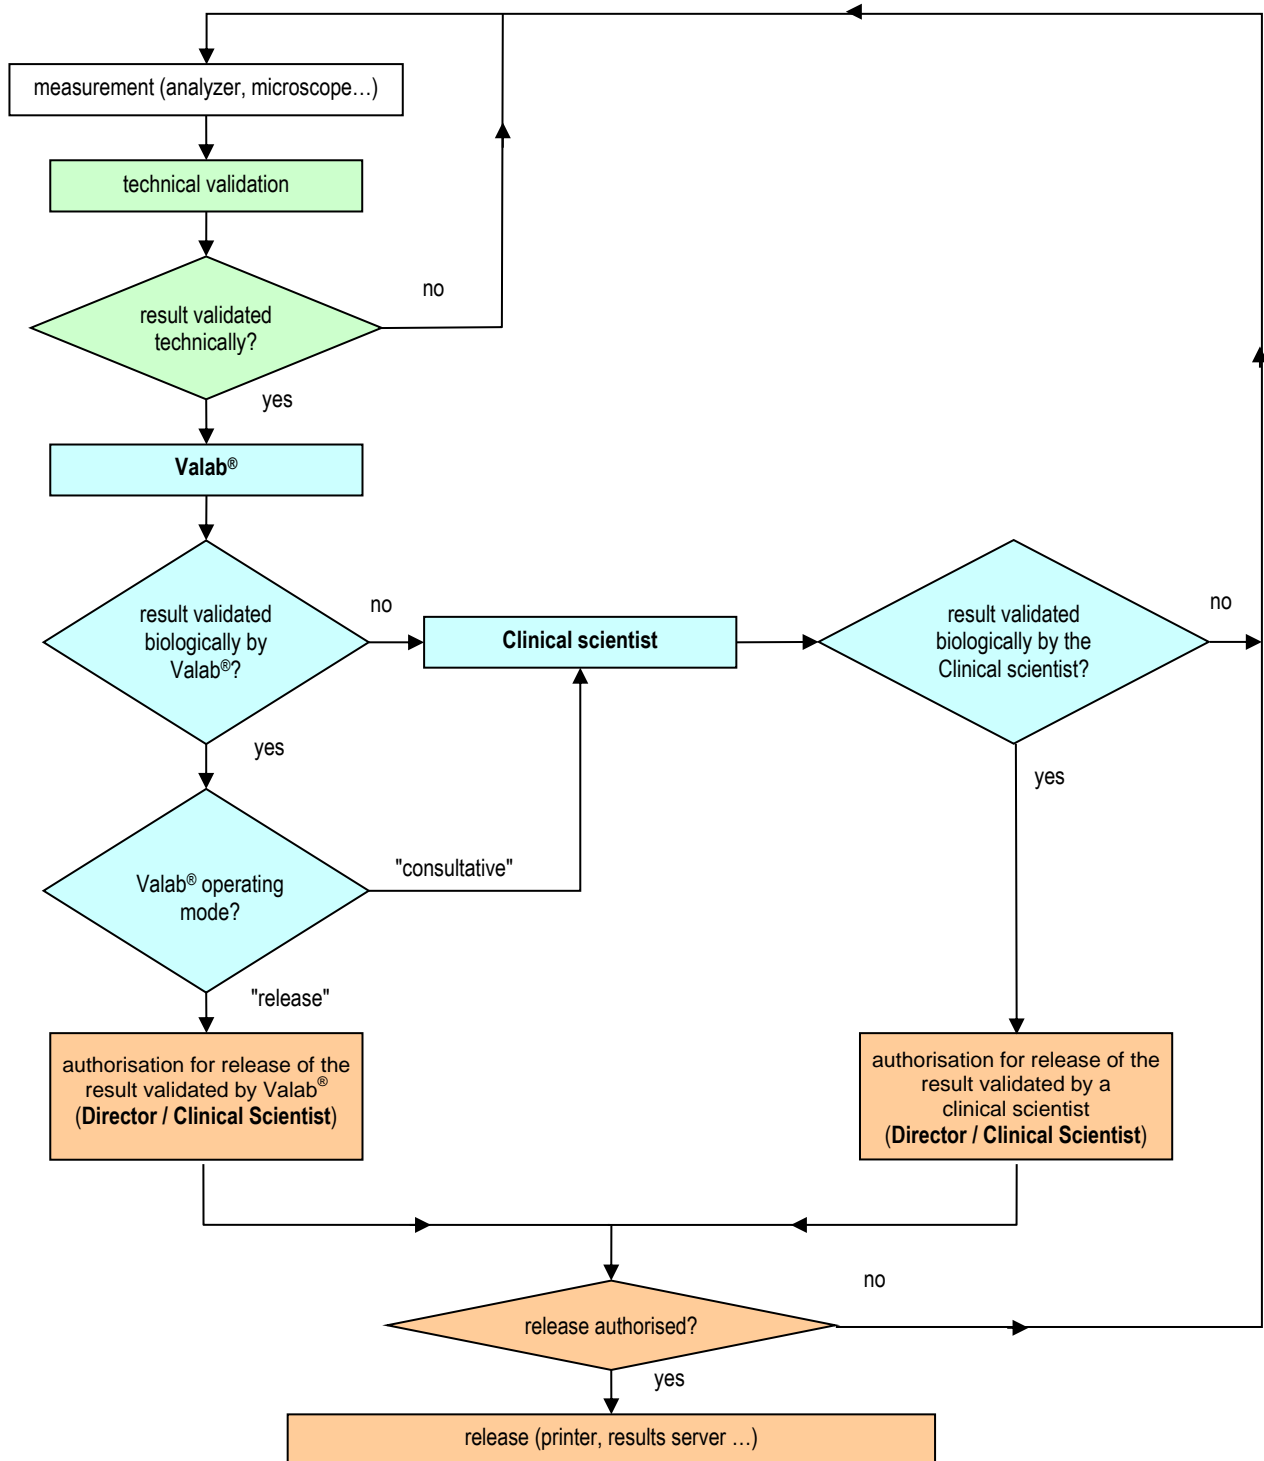 measurement (analyzer, microscope…)
technical validation
no
result validated
technically?
yes
Valab®
result validated
biologically by
Valab®?
no
Clinical scientist
result validated
biologically by the
Clinical scientist?
no
yes
yes
Valab® operating
mode?
"consultative"
"release"
authorisation for release of the
result validated by Valab®
(Director / Clinical Scientist)
authorisation for release of the
result validated by a
clinical scientist
(Director / Clinical Scientist)
no
release authorised?
yes
release (printer, results server …)